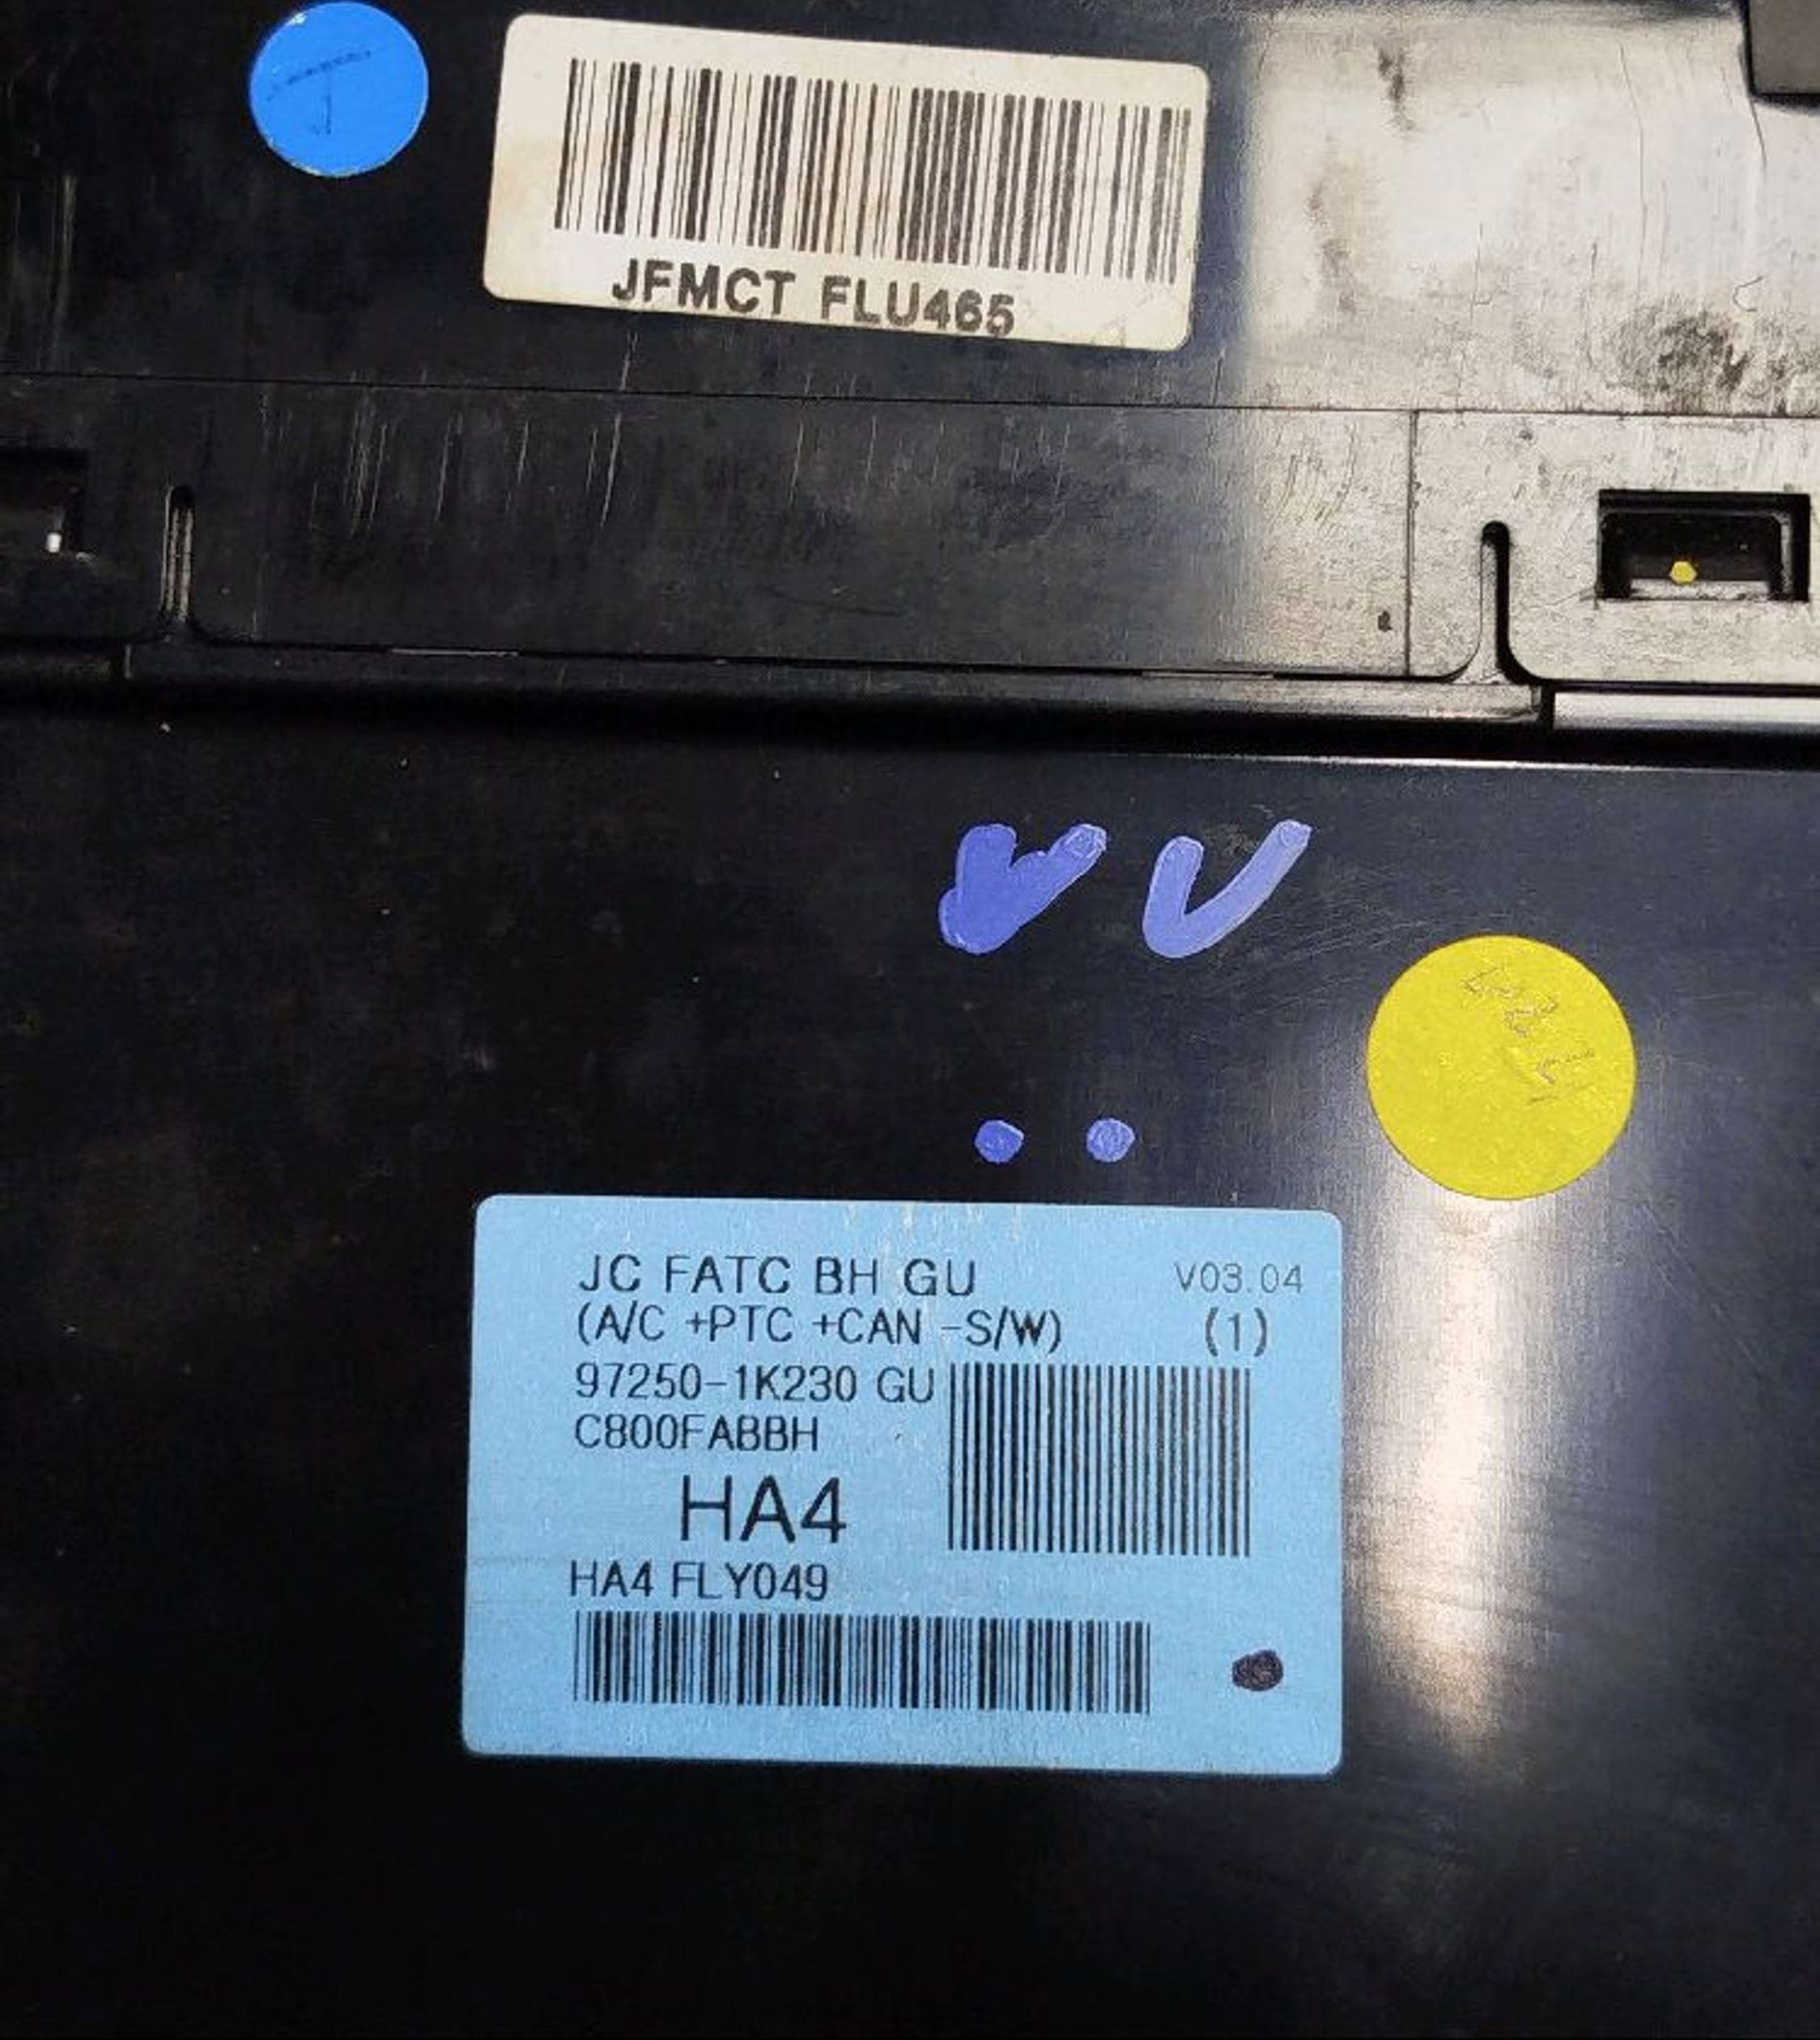 JFMCT FLU465
JC FATC BH GU V03.04
(A/C +PTC +CAN -S/W) (1)
97250-1K230 GU
C800FABBH
HA4
HA4 FLY049